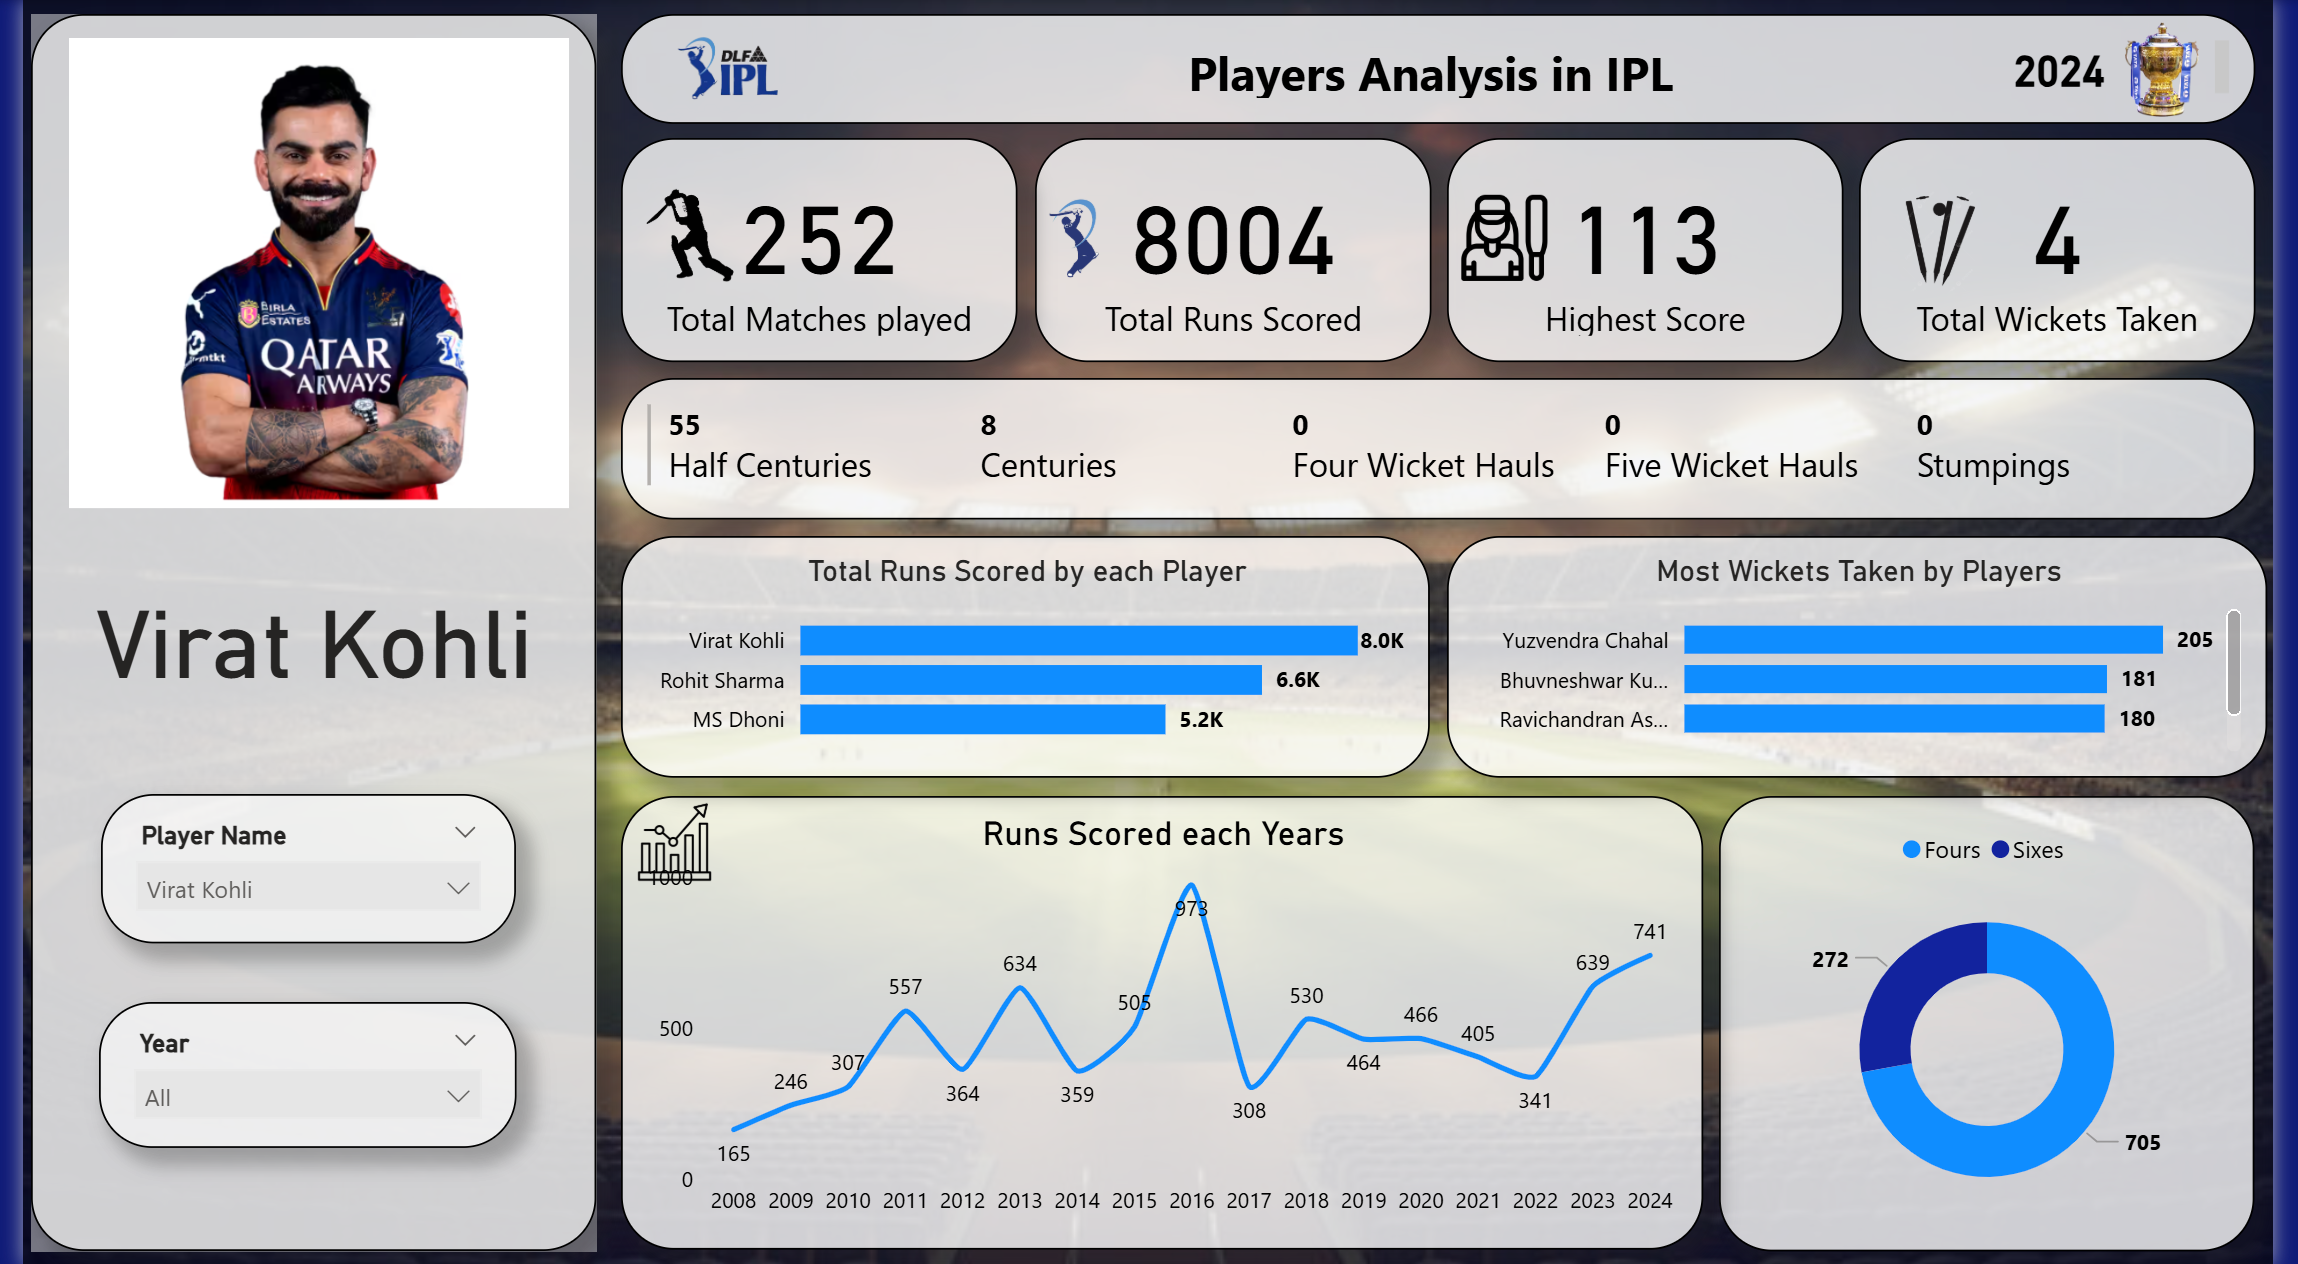 DLF
IPL
Players Analysis in IPL
2024
BIRLA
ESTATES
QATAR
AIRWAYS
Virat Kohli
Player Name
Virat Kohli
Year
All
252
Total Matches played
8004
Total Runs Scored
113
Highest Score
4
Total Wickets Taken
55
Half Centuries
8
Centuries
0
Four Wicket Hauls
0
Five Wicket Hauls
0
Stumpings
Total Runs Scored by each Player
Virat Kohli 8.0K
Rohit Sharma 6.6K
MS Dhoni 5.2K
Most Wickets Taken by Players
Yuzvendra Chahal 205
Bhuvneshwar Ku... 181
Ravichandran As... 180
Runs Scored each Years
1000
500
0
165 246 307 557 364 634 359 505 973 308 530 464 466 405 341 639 741
2008 2009 2010 2011 2012 2013 2014 2015 2016 2017 2018 2019 2020 2021 2022 2023 2024
Fours Sixes
272
705